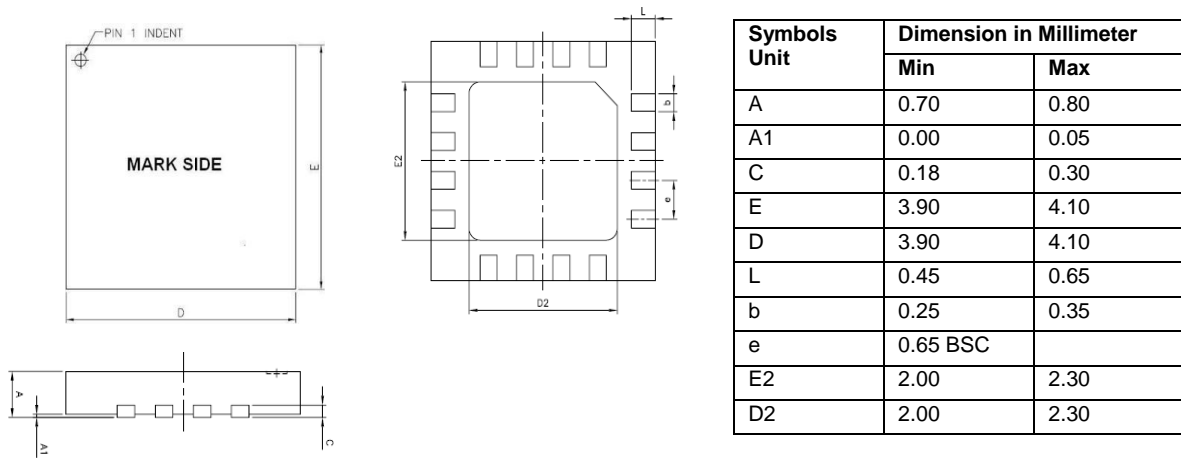 PIN 1 INDENT
MARK SIDE
E
D
A
A1
C
L
b
e
E2
D2
Symbols Unit Dimension in Millimeter
Min Max
A 0.70 0.80
A1 0.00 0.05
C 0.18 0.30
E 3.90 4.10
D 3.90 4.10
L 0.45 0.65
b 0.25 0.35
e 0.65 BSC
E2 2.00 2.30
D2 2.00 2.30